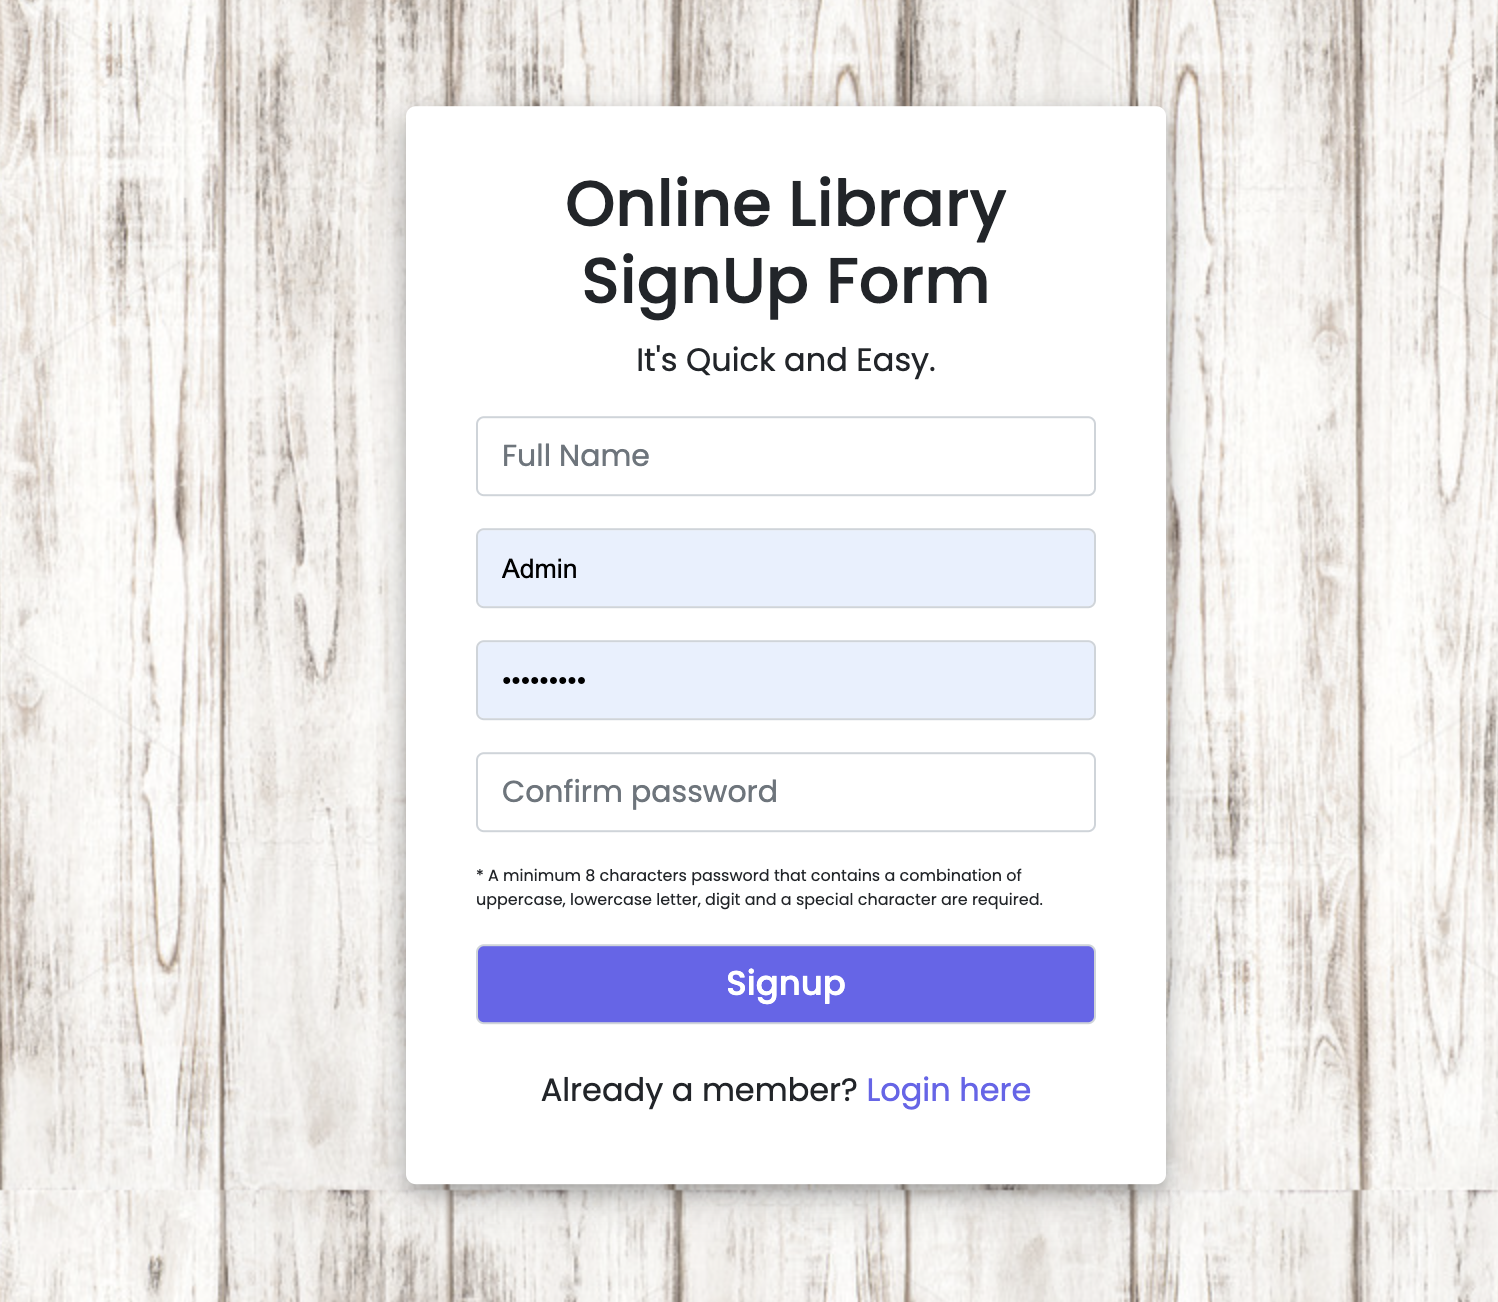 Online Library
SignUp Form
It's Quick and Easy.
Full Name
Admin
•••••••••
Confirm password
* A minimum 8 characters password that contains a combination of
uppercase, lowercase letter, digit and a special character are required.
Signup
Already a member? Login here